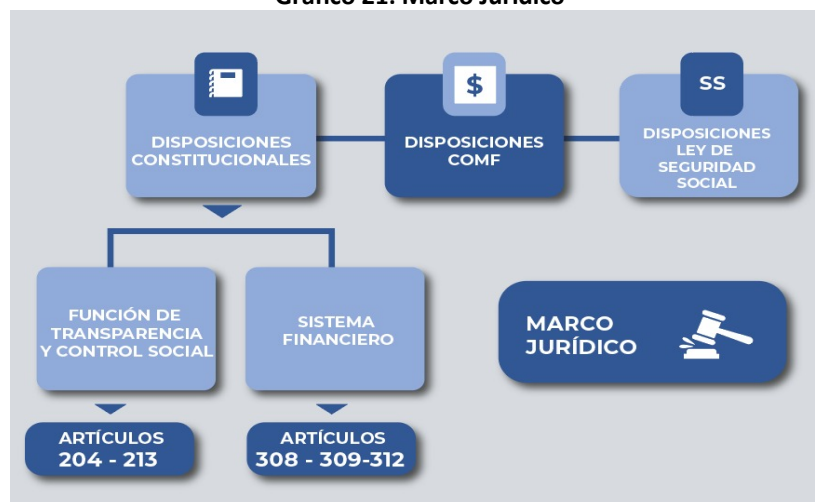 Gráfico 21. Marco Jurídico
$
SS
DISPOSICIONES
CONSTITUCIONALES
DISPOSICIONES
COMF
DISPOSICIONES
LEY DE
SEGURIDAD
SOCIAL
FUNCIÓN DE
TRANSPARENCIA
Y CONTROL SOCIAL
SISTEMA
FINANCIERO
MARCO
JURÍDICO
ARTÍCULOS
204 - 213
ARTÍCULOS
308 - 309-312